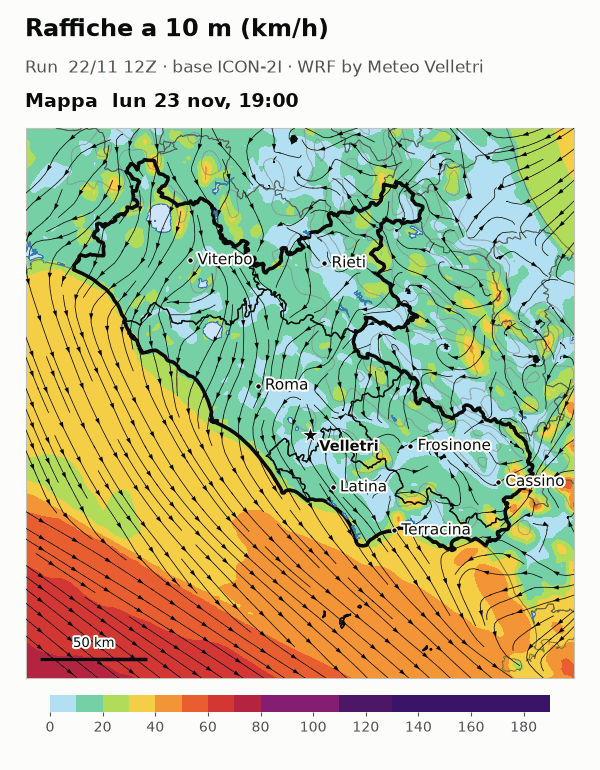 Raffiche a 10 m (km/h)
Run 22/11 12Z · base ICON-2I · WRF by Meteo Velletri
Mappa lun 23 nov, 19:00
Viterbo
Rieti
Roma
Velletri
Frosinone
Latina
Cassino
Terracina
50 km
0 20 40 60 80 100 120 140 160 180